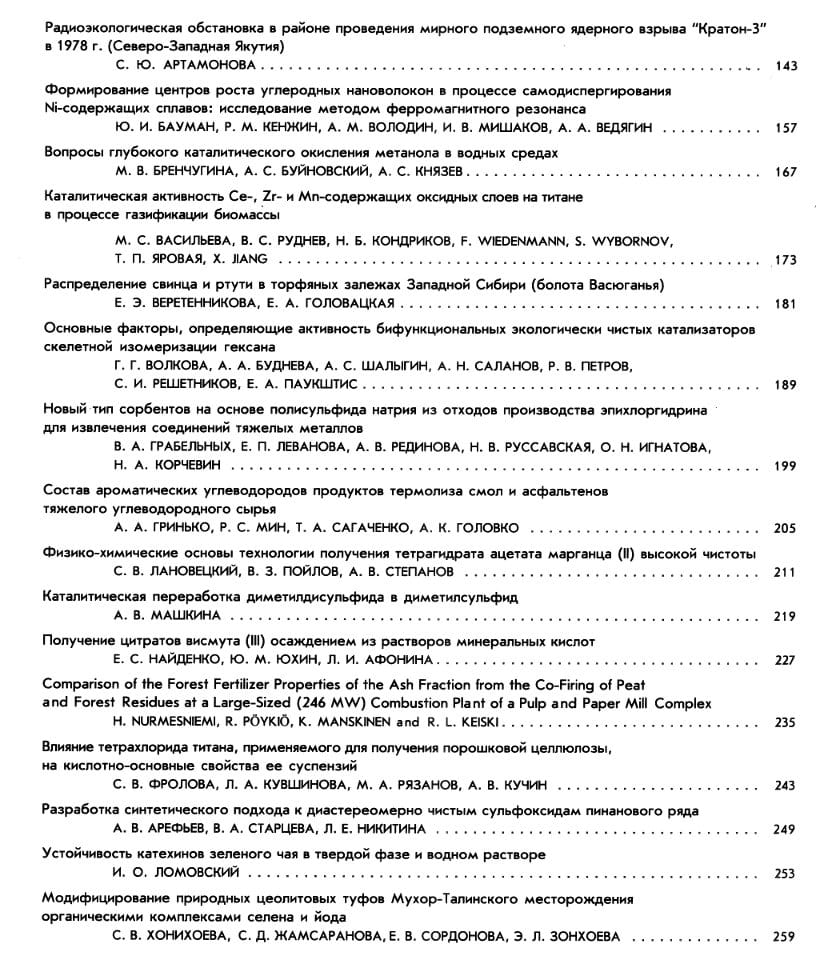 Радиоэкологическая обстановка в районе проведения мирного подземного ядерного взрыва "Кратон-3"
в 1978 г. (Северо-Западная Якутия)
С. Ю. АРТАМОНОВА . . . . . . . . . . 143
Формирование центров роста углеродных нановолокон в процессе самодиспергирования
Ni-содержащих сплавов: исследование методом ферромагнитного резонанса
Ю. И. БАУМАН, Р. М. КЕНЖИН, А. М. ВОЛОДИН, И. В. МИШАКОВ, А. А. ВЕДЯГИН . . . . . . . . . . 157
Вопросы глубокого каталитического окисления метанола в водных средах
М. В. БРЕНЧУГИНА, А. С. БУЙНОВСКИЙ, А. С. КНЯЗЕВ . . . . . . . . . . 167
Каталитическая активность Ce-, Zr- и Mn-содержащих оксидных слоев на титане
в процессе газификации биомассы
М. С. ВАСИЛЬЕВА, В. С. РУДНЕВ, Н. Б. КОНДРИКОВ, F. WIEDENMANN, S. WYBORNOV,
Т. П. ЯРОВАЯ, X. JIANG . . . . . . . . . . 173
Распределение свинца и ртути в торфяных залежах Западной Сибири (болота Васюганья)
Е. Э. ВЕРЕТЕННИКОВА, Е. А. ГОЛОВАЦКАЯ . . . . . . . . . . 181
Основные факторы, определяющие активность бифункциональных экологически чистых катализаторов
скелетной изомеризации гексана
Г. Г. ВОЛКОВА, А. А. БУДНЕВА, А. С. ШАЛЫГИН, А. Н. САЛАНОВ, Р. В. ПЕТРОВ,
С. И. РЕШЕТНИКОВ, Е. А. ПАУКШТИС . . . . . . . . . . 189
Новый тип сорбентов на основе полисульфида натрия из отходов производства эпихлоргидрина
для извлечения соединений тяжелых металлов
В. А. ГРАБЕЛЬНЫХ, Е. П. ЛЕВАНОВА, А. В. РЕДИНОВА, Н. В. РУССАВСКАЯ, О. Н. ИГНАТОВА,
Н. А. КОРЧЕВИН . . . . . . . . . . 199
Состав ароматических углеводородов продуктов термолиза смол и асфальтенов
тяжелого углеводородного сырья
А. А. ГРИНЬКО, Р. С. МИН, Т. А. САГАЧЕНКО, А. К. ГОЛОВКО . . . . . . . . . . 205
Физико-химические основы технологии получения тетрагидрата ацетата марганца (II) высокой чистоты
С. В. ЛАНОВЕЦКИЙ, В. З. ПОЙЛОВ, А. В. СТЕПАНОВ . . . . . . . . . . 211
Каталитическая переработка диметилдисульфида в диметилсульфид
А. В. МАШКИНА . . . . . . . . . . 219
Получение цитратов висмута (III) осаждением из растворов минеральных кислот
Е. С. НАЙДЕНКО, Ю. М. ЮХИН, Л. И. АФОНИНА . . . . . . . . . . 227
Comparison of the Forest Fertilizer Properties of the Ash Fraction from the Co-Firing of Peat
and Forest Residues at a Large-Sized (246 MW) Combustion Plant of a Pulp and Paper Mill Complex
H. NURMESNIEMI, R. PÖYKIÖ, K. MANSKINEN and R. L. KEISKI . . . . . . . . . . 235
Влияние тетрахлорида титана, применяемого для получения порошковой целлюлозы,
на кислотно-основные свойства ее суспензий
С. В. ФРОЛОВА, Л. А. КУВШИНОВА, М. А. РЯЗАНОВ, А. В. КУЧИН . . . . . . . . . . 243
Разработка синтетического подхода к диастереомерно чистым сульфоксидам пинанового ряда
А. В. АРЕФЬЕВ, В. А. СТАРЦЕВА, Л. Е. НИКИТИНА . . . . . . . . . . 249
Устойчивость катехинов зеленого чая в твердой фазе и водном растворе
И. О. ЛОМОВСКИЙ . . . . . . . . . . 253
Модифицирование природных цеолитовых туфов Мухор-Талинского месторождения
органическими комплексами селена и йода
С. В. ХОНИХОЕВА, С. Д. ЖАМСАРАНОВА, Е. В. СОРДОНОВА, Э. Л. ЗОНХОЕВА . . . . . . . . . . 259